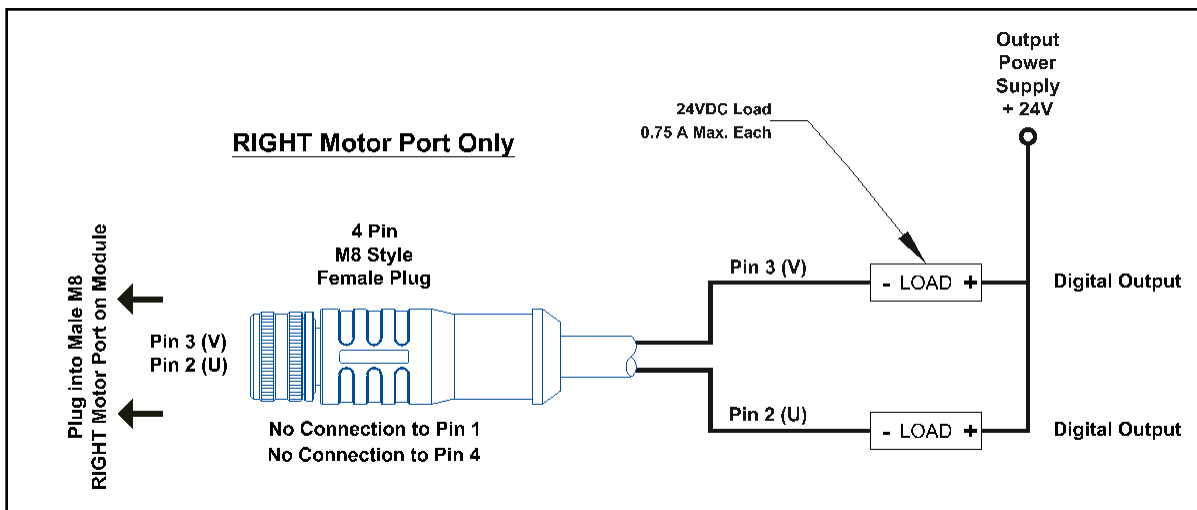 Output
Power
Supply
+ 24V
24VDC Load
0.75 A Max. Each
RIGHT Motor Port Only
4 Pin
M8 Style
Female Plug
Plug into Male M8
RIGHT Motor Port on Module
Pin 3 (V)
Pin 2 (U)
No Connection to Pin 1
No Connection to Pin 4
Pin 3 (V)
- LOAD +
Digital Output
Pin 2 (U)
- LOAD +
Digital Output